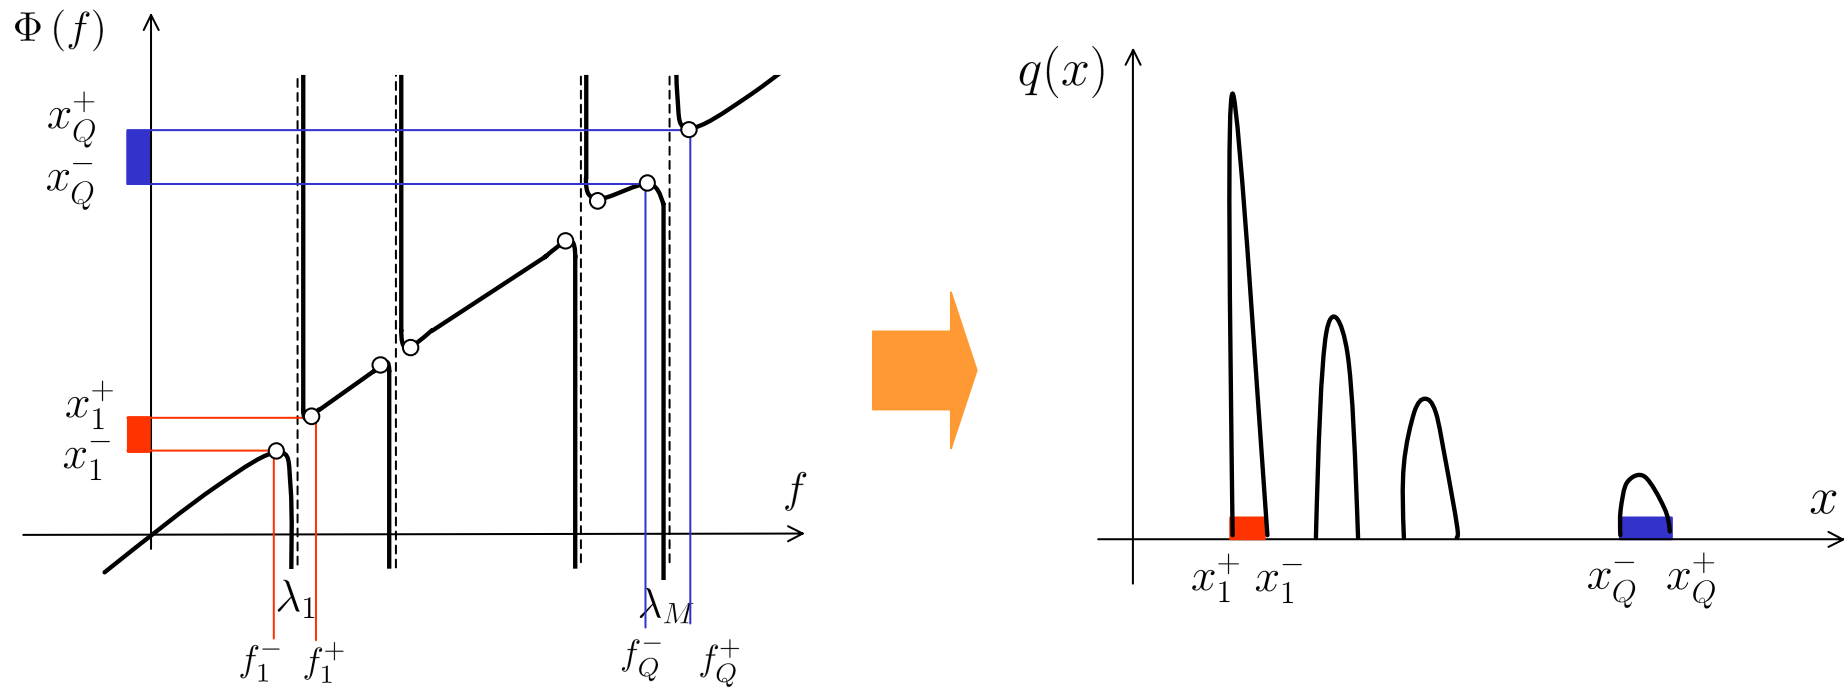 Φ (f)
x_Q^+
x_Q^-
x_1^+
x_1^-
f
λ_1
λ_M
f_1^- f_1^+
f_Q^- f_Q^+
q(x)
x
x_1^+ x_1^-
x_Q^- x_Q^+